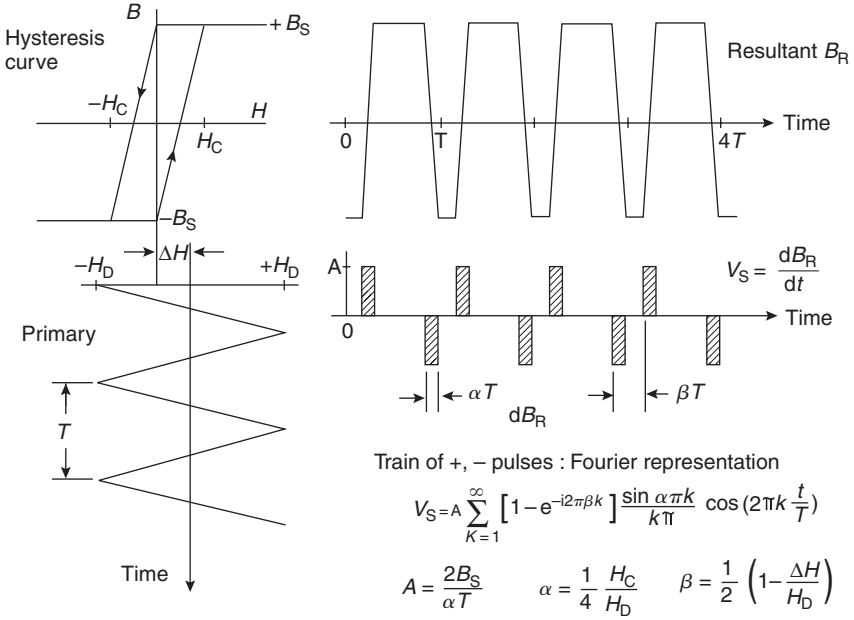 Hysteresis
curve
B
+ B_S
−H_C
H
H_C
−B_S
Resultant B_R
0
T
4T
Time
ΔH
−H_D
+H_D
Primary
T
Time
A
0
V_S = dB_R/dt
Time
αT
βT
dB_R
Train of +, – pulses : Fourier representation
V_S = A ∑_{K=1}^{∞} [1 – e^{–i2πβk}] (sin απk)/(kπ) cos (2πk t/T)
A = 2B_S/αT
α = 1/4 H_C/H_D
β = 1/2 (1 – ΔH/H_D)